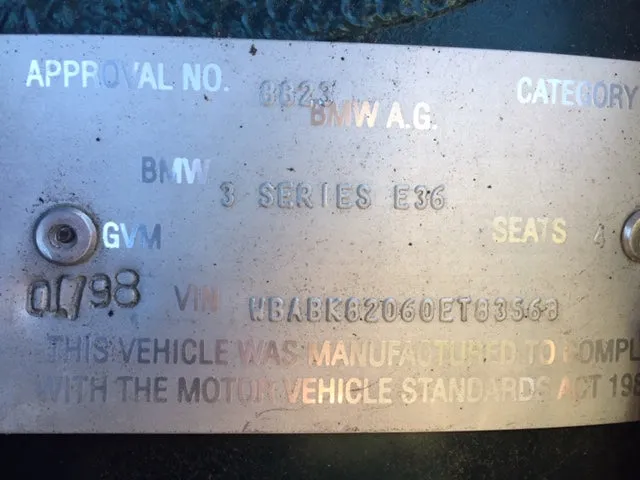 APPROVAL NO. CATEGORY
BMW A.G.
BMW
3 SERIES E36
GVM SEATS 4
01/98 VIN
THIS VEHICLE WAS MANUFACTURED TO COMPL
WITH THE MOTOR VEHICLE STANDARDS ACT 198